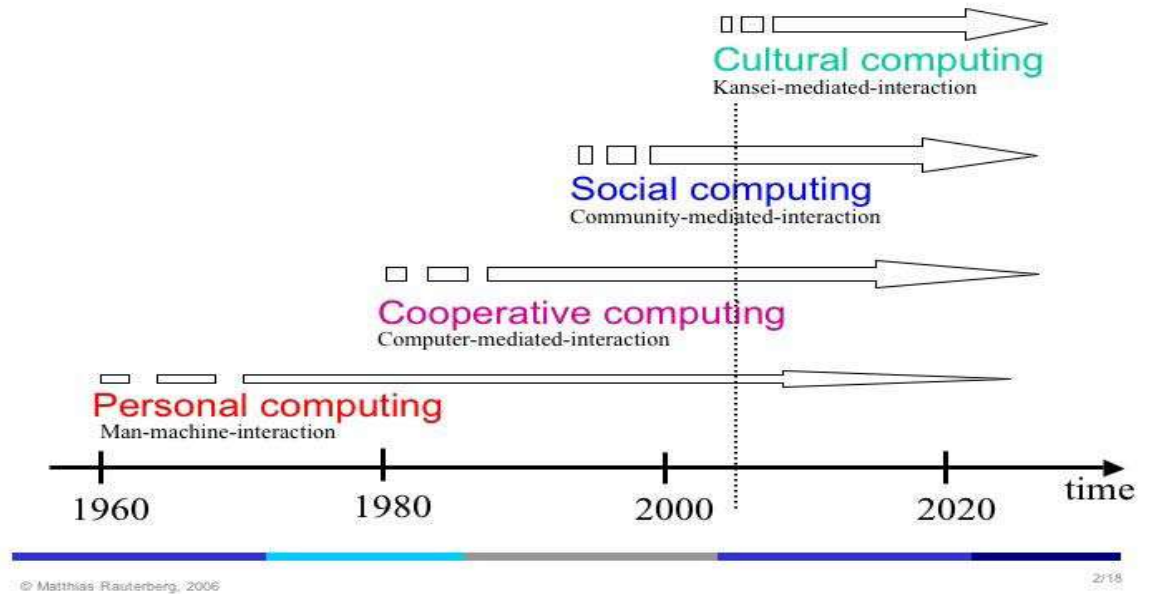 Cultural computing
Kansei-mediated-interaction
Social computing
Community-mediated-interaction
Cooperative computing
Computer-mediated-interaction
Personal computing
Man-machine-interaction
1960 1980 2000 2020 time
© Matthias Rauterberg, 2006 2/18